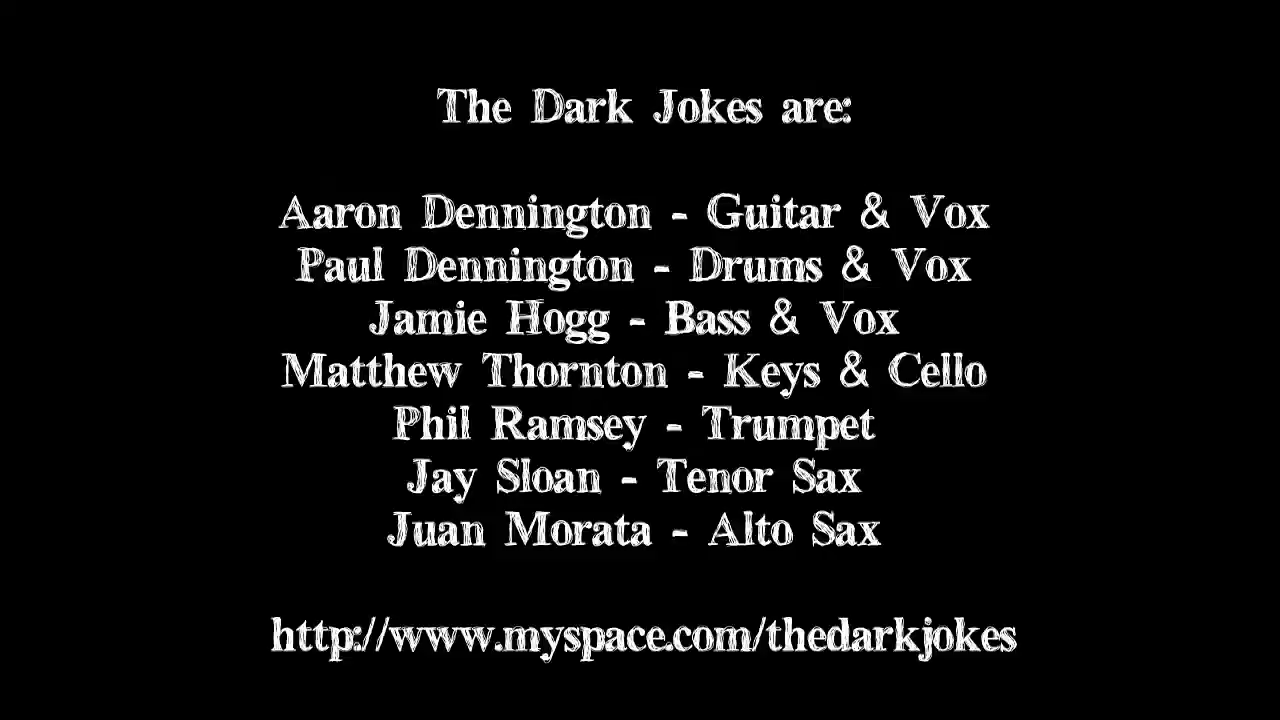 The Dark Jokes are:
Aaron Dennington - Guitar & Vox
Paul Dennington - Drums & Vox
Jamie Hogg - Bass & Vox
Matthew Thornton - Keys & Cello
Phil Ramsey - Trumpet
Jay Sloan - Tenor Sax
Juan Morata - Alto Sax
http://www.myspace.com/thedarkjokes